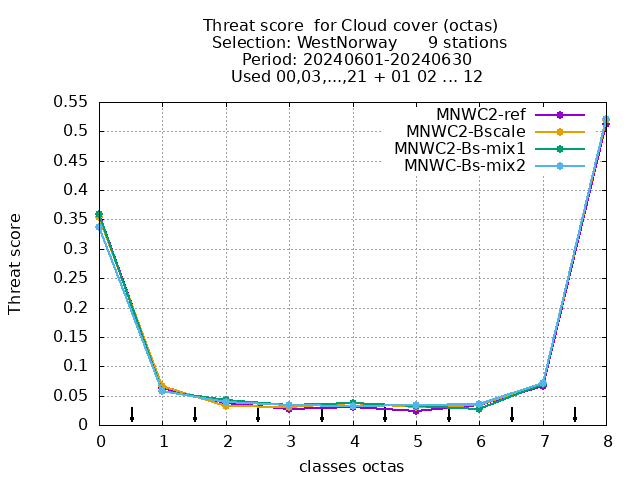 Threat score  for Cloud cover (octas)
Selection: WestNorway      9 stations
Period: 20240601-20240630
Used 00,03,...,21 + 01 02 ... 12
MNWC2-ref
MNWC2-Bscale
MNWC2-Bs-mix1
MNWC-Bs-mix2
Threat score
0.55
0.5
0.45
0.4
0.35
0.3
0.25
0.2
0.15
0.1
0.05
0
0 1 2 3 4 5 6 7 8
classes octas